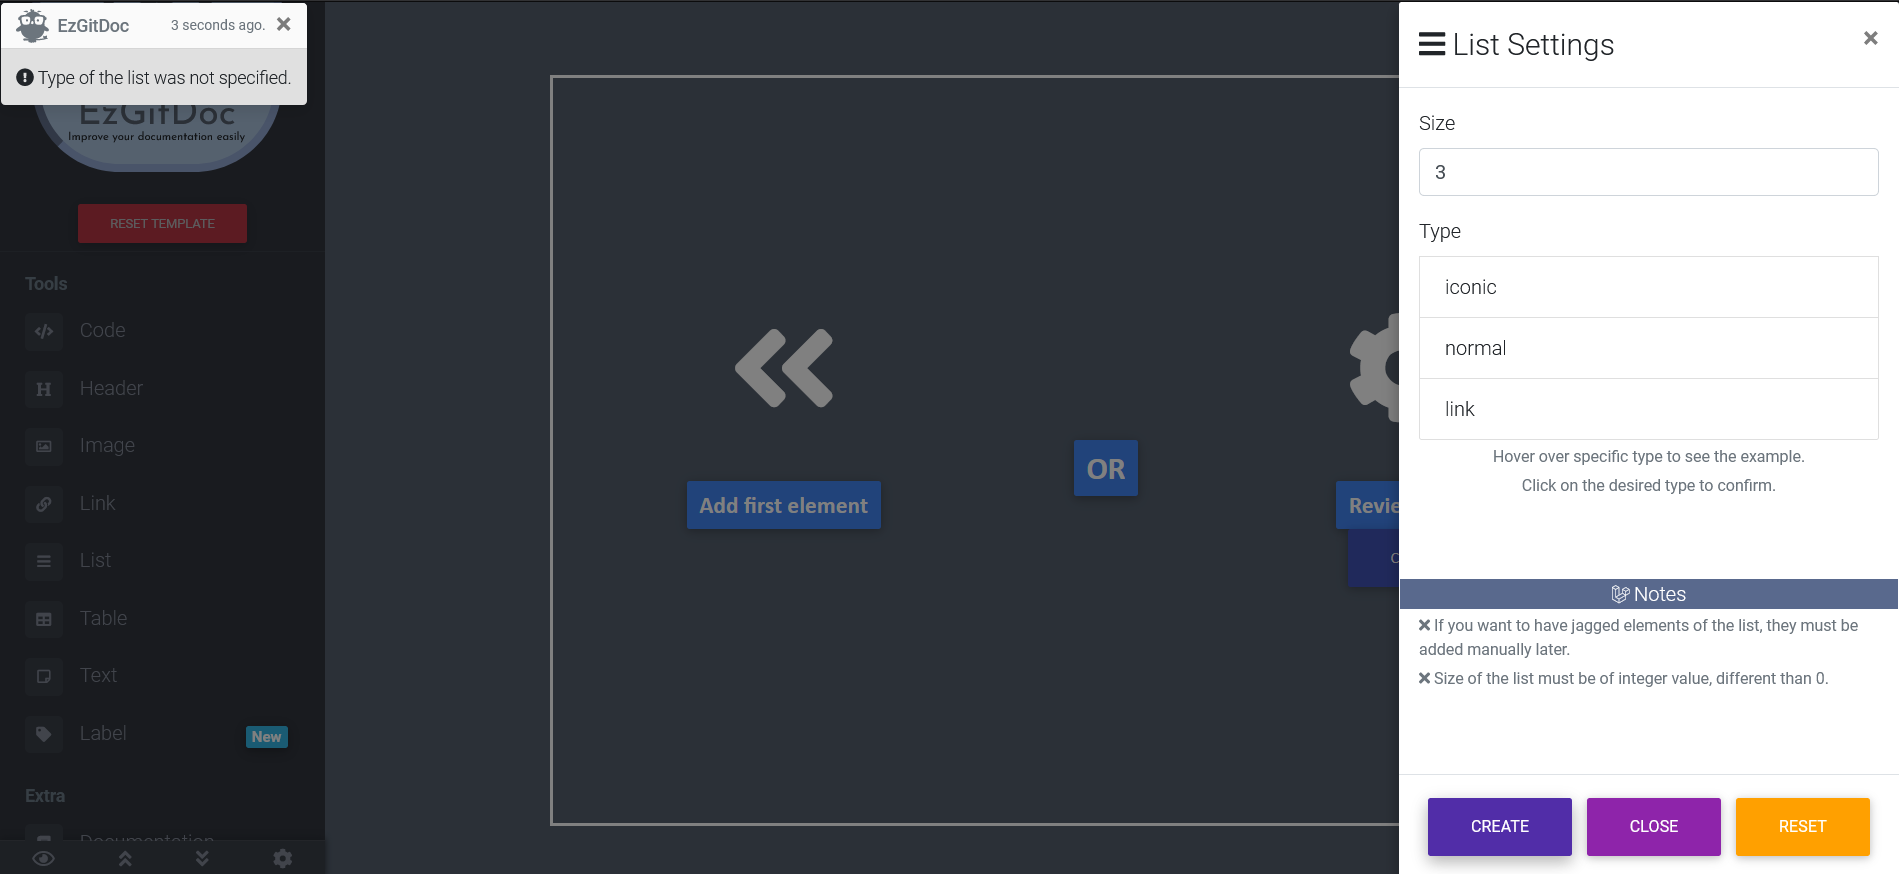 EzGitDoc
3 seconds ago.
Type of the list was not specified.
EzGitDoc
Improve your documentation easily
RESET TEMPLATE
Tools
Code
Header
Image
Link
List
Table
Text
Label
New
Extra
Documentation
Add first element
OR
Revie
List Settings
Size
3
Type
iconic
normal
link
Hover over specific type to see the example.
Click on the desired type to confirm.
Notes
If you want to have jagged elements of the list, they must be
added manually later.
Size of the list must be of integer value, different than 0.
CREATE
CLOSE
RESET